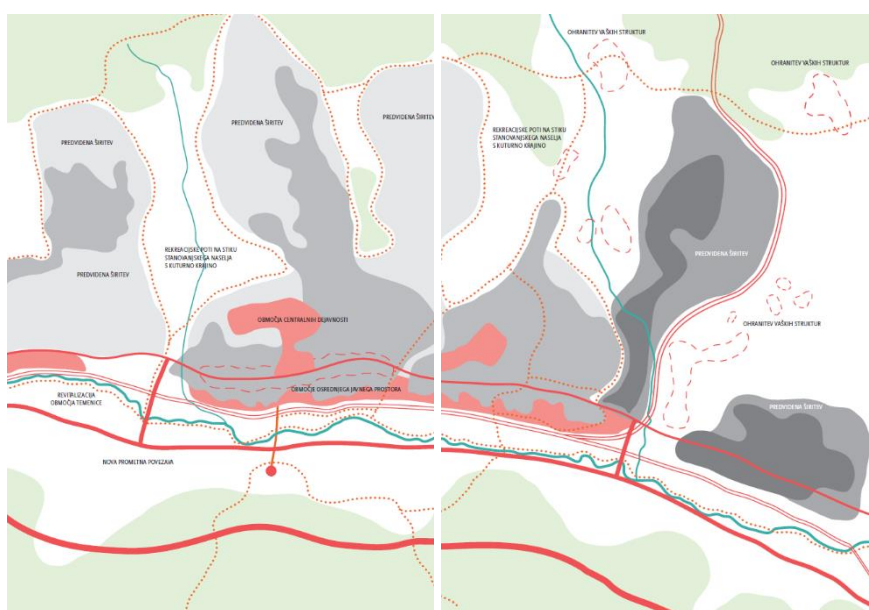 PREDVIDENA ŠIRITEV
PREDVIDENA ŠIRITEV
PREDVIDENA ŠIRITEV
PREDVIDENA ŠIRITEV
REKREACIJSKE POTI NA STIKU
STANOVANJSKEGA NASELJA
S KUTURNO KRAJINO
OBMOČJA CENTRALNIH DEJAVNOSTI
OBMOČJE OSREDNJEGA JAVNEGA PROSTORA
REVITALIZACIJA
OBMOČJA TEMENICE
NOVA PROMETNA POVEZAVA
OHRANITEV VAŠKIH STRUKTUR
OHRANITEV VAŠKIH STRUKTUR
REKREACIJSKE POTI NA STIKU
STANOVANJSKEGA NASELJA
S KUTURNO KRAJINO
PREDVIDENA ŠIRITEV
OHRANITEV VAŠKIH STRUKTUR
PREDVIDENA ŠIRITEV